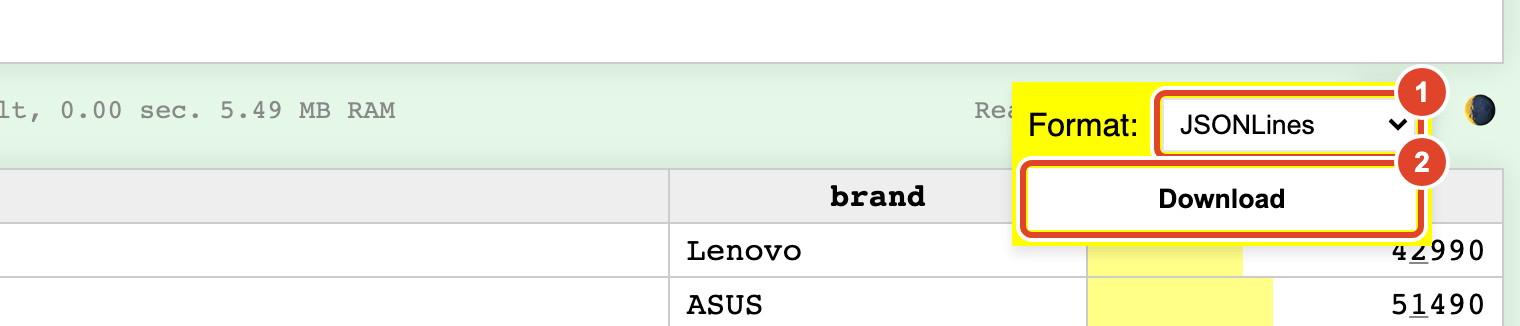 lt, 0.00 sec. 5.49 MB RAM
Format: JSONLines 1
Download 2
brand
Lenovo 42990
ASUS 51490